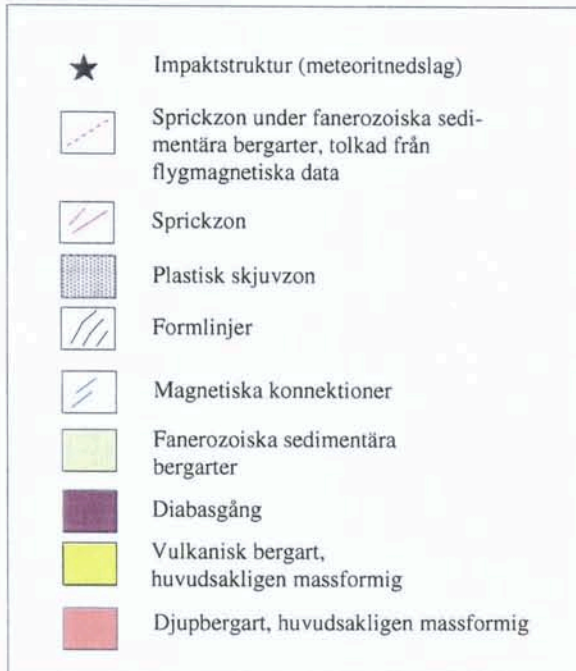 Impaktstruktur (meteoritnedslag)
Sprickzon under fanerozoiska sedi-
mentära bergarter, tolkad från
flygmagnetiska data
Sprickzon
Plastisk skjuvzon
Formlinjer
Magnetiska konnektioner
Fanerozoiska sedimentära
bergarter
Diabasgång
Vulkanisk bergart,
huvudsakligen massformig
Djupbergart, huvudsakligen massformig